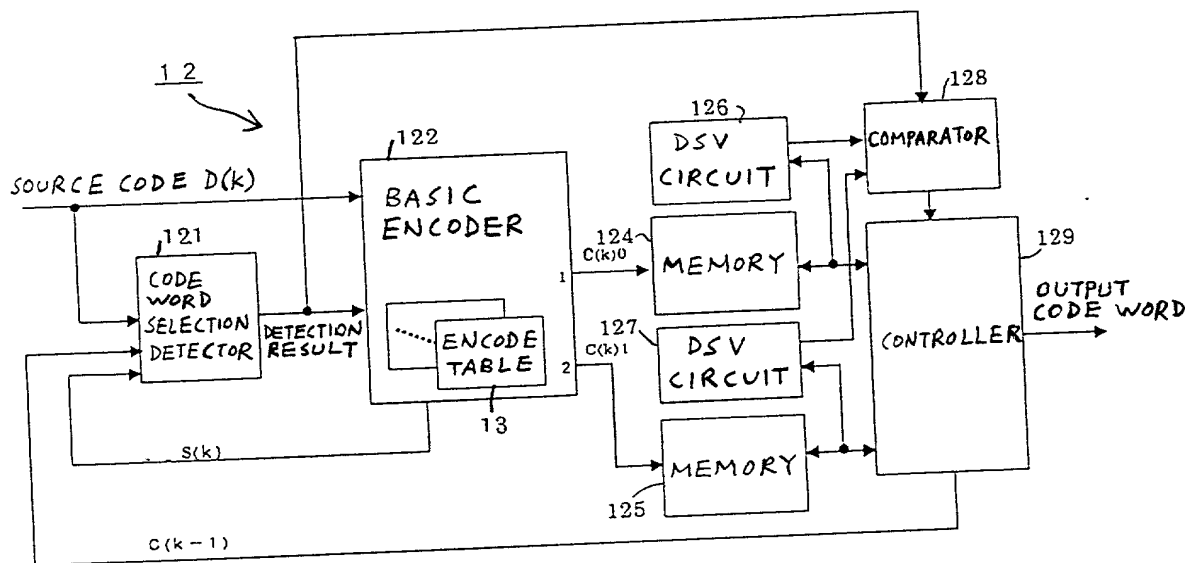 12
126
128
DSV
CIRCUIT
COMPARATOR
122
SOURCE CODE D(k)
BASIC
ENCODER
121
CODE
WORD
SELECTION
DETECTOR
DETECTION
RESULT
1
C(k)0
124
MEMORY
129
OUTPUT
CODE WORD
CONTROLLER
ENCODE
TABLE
13
2
C(k)1
127
DSV
CIRCUIT
S(k)
MEMORY
125
C(k-1)